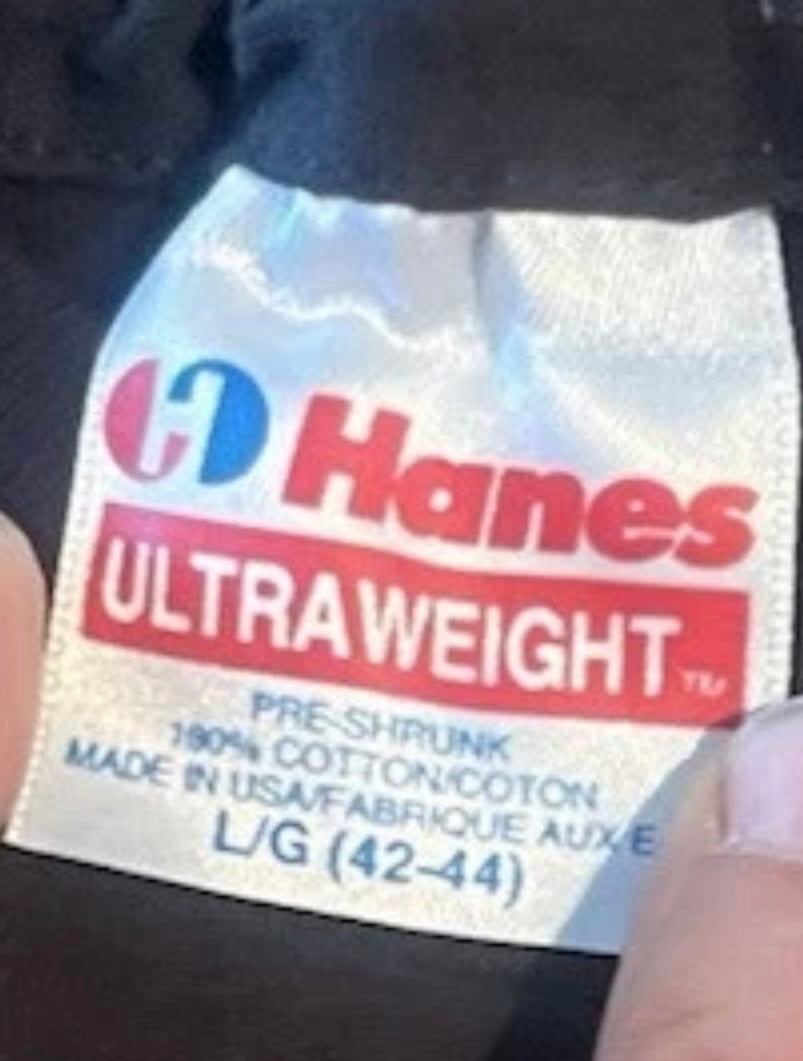 Hanes
ULTRAWEIGHT™
PRE-SHRUNK
100% COTTON/COTON
MADE IN USA/FABRIQUE AUX E
L/G (42-44)